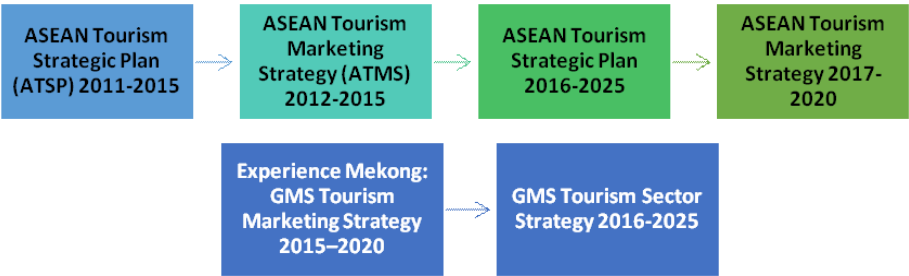 ASEAN Tourism
Strategic Plan
(ATSP) 2011-2015
ASEAN Tourism
Marketing
Strategy (ATMS)
2012-2015
ASEAN Tourism
Strategic Plan
2016-2025
ASEAN Tourism
Marketing
Strategy 2017-
2020
Experience Mekong:
GMS Tourism
Marketing Strategy
2015–2020
GMS Tourism Sector
Strategy 2016-2025